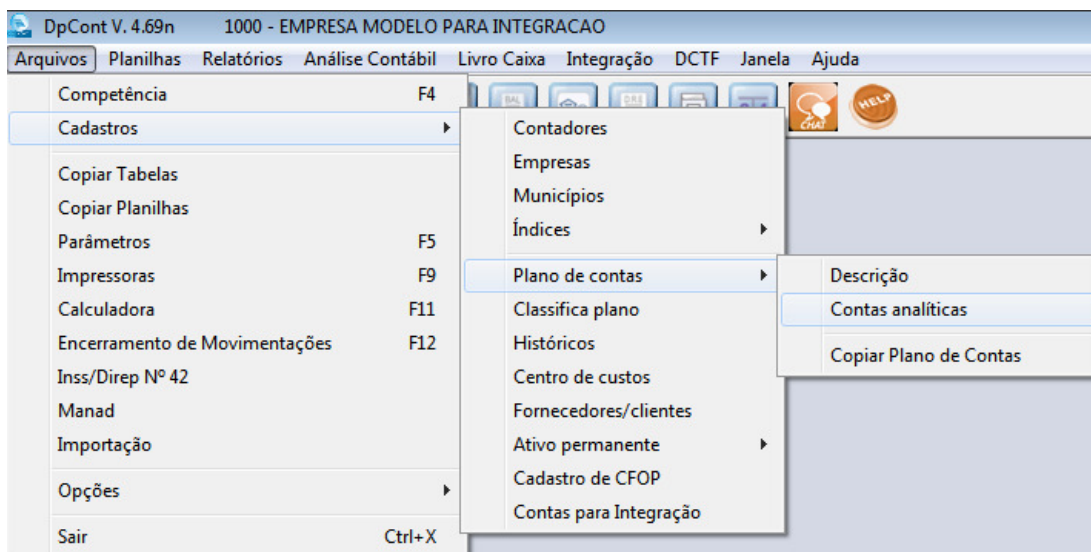 DpCont V. 4.69n 1000 - EMPRESA MODELO PARA INTEGRACAO
Arquivos Planilhas Relatórios Análise Contábil Livro Caixa Integração DCTF Janela Ajuda
Competência F4
Cadastros
Copiar Tabelas
Copiar Planilhas
Parâmetros F5
Impressoras F9
Calculadora F11
Encerramento de Movimentações F12
Inss/Direp Nº 42
Manad
Importação
Opções
Sair Ctrl+X
BAL
DRE
CHAT
HELP
Contadores
Empresas
Municípios
Índices
Plano de contas
Classifica plano
Históricos
Centro de custos
Fornecedores/clientes
Ativo permanente
Cadastro de CFOP
Contas para Integração
Descrição
Contas analíticas
Copiar Plano de Contas